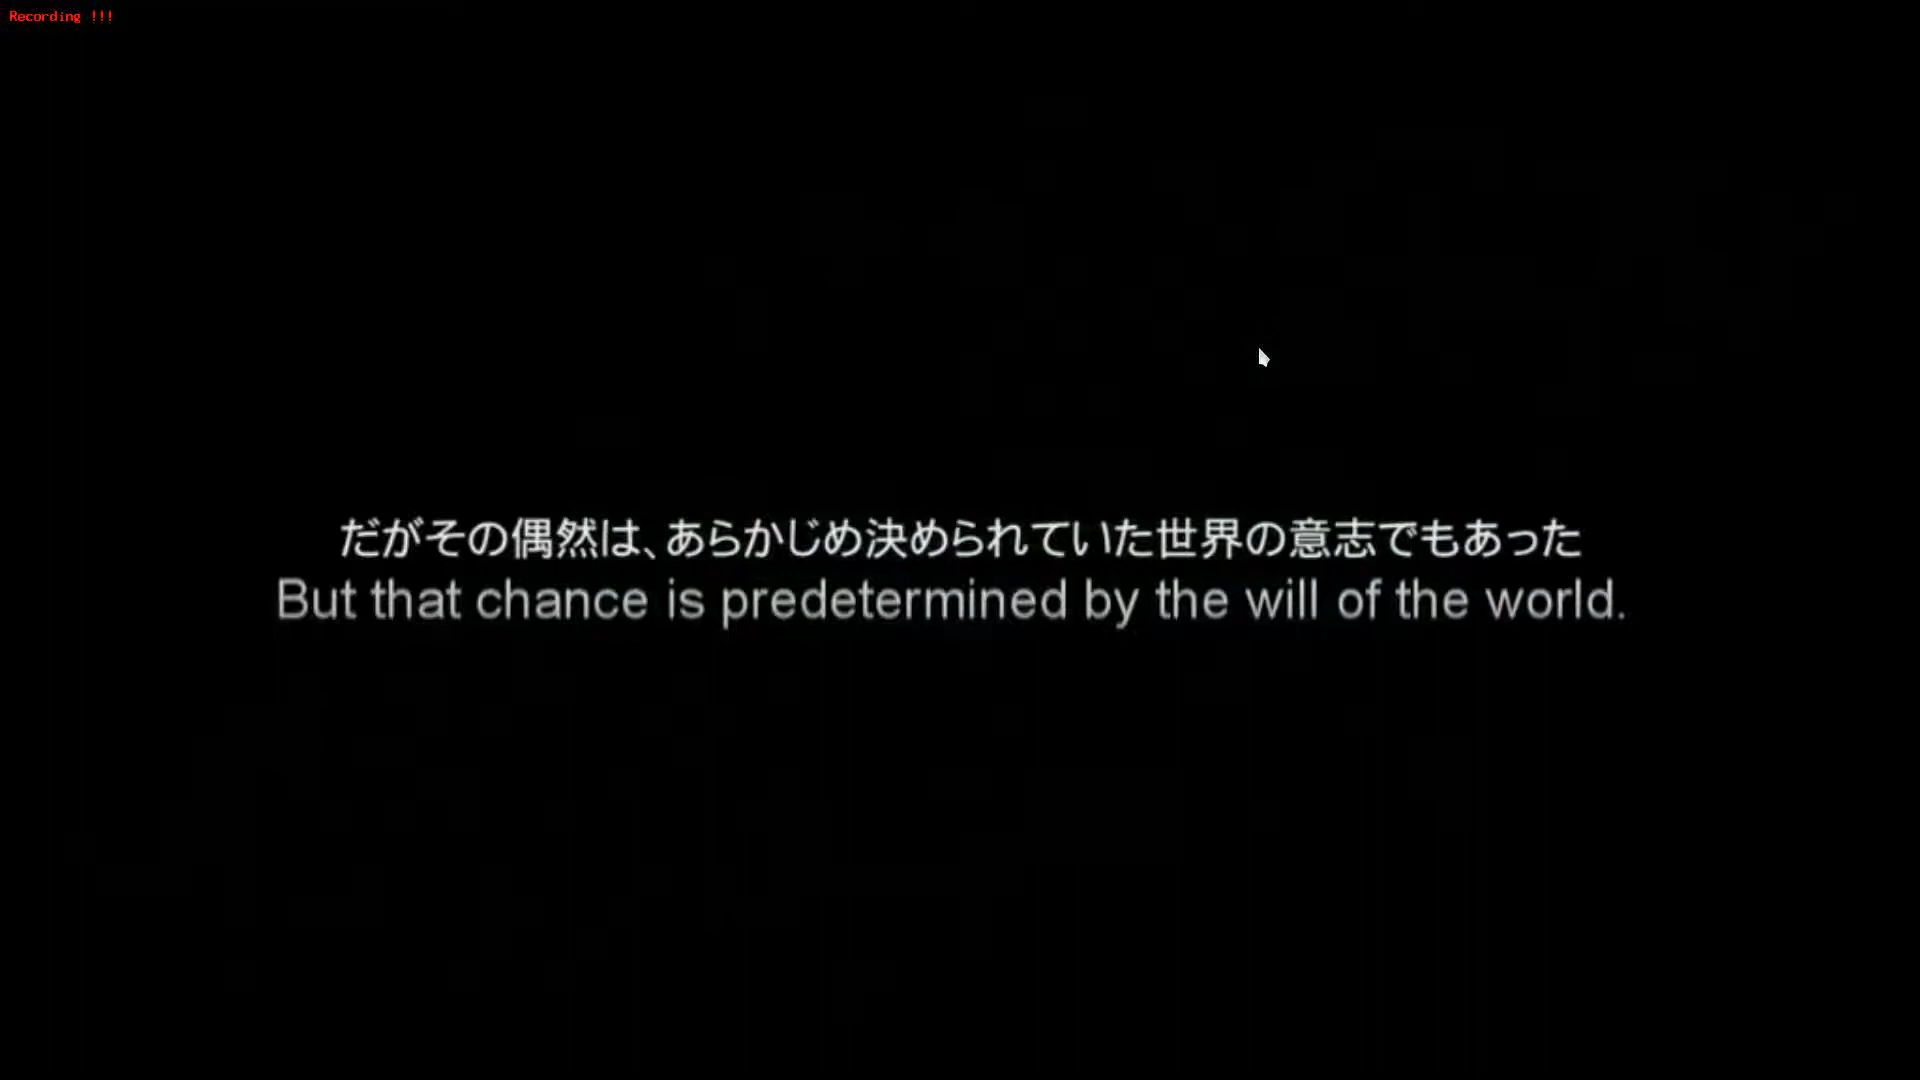 Recording !!!
だがその偶然は、あらかじめ決められていた世界の意志でもあった
But that chance is predetermined by the will of the world.